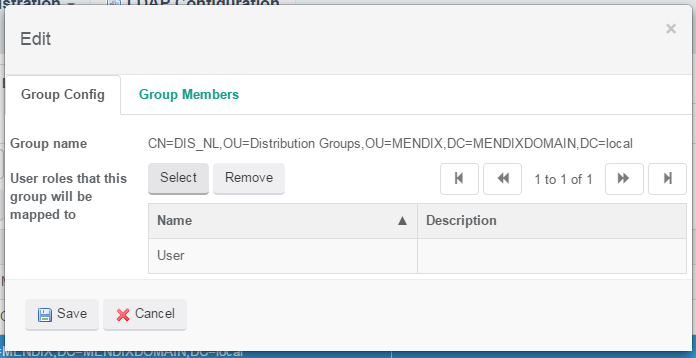 LDAP Configuration
Edit
×
Group Config
Group Members
Group name
CN=DIS_NL,OU=Distribution Groups,OU=MENDIX,DC=MENDIXDOMAIN,DC=local
User roles that this
group will be
mapped to
Select
Remove
1 to 1 of 1
Name ▲
Description
User
Save
Cancel
=MENDIX,DC=MENDIXDOMAIN,DC=local